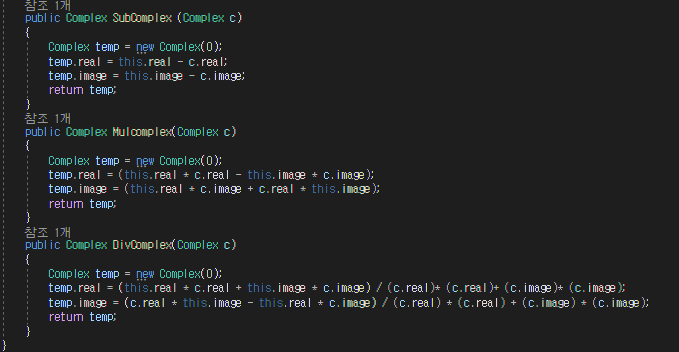 참조 1개
public Complex SubComplex (Complex c)
{
Complex temp = new Complex(0);
temp.real = this.real - c.real;
temp.image = this.image - c.image;
return temp;
}
참조 1개
public Complex Mulcomplex(Complex c)
{
Complex temp = new Complex(0);
temp.real = (this.real * c.real - this.image * c.image);
temp.image = (this.real * c.image + c.real * this.image);
return temp;
}
참조 1개
public Complex DivComplex(Complex c)
{
Complex temp = new Complex(0);
temp.real = (this.real * c.real + this.image * c.image) / (c.real)* (c.real)+ (c.image)* (c.image);
temp.image = (c.real * this.image - this.real * c.image) / (c.real) * (c.real) + (c.image) * (c.image);
return temp;
}
}